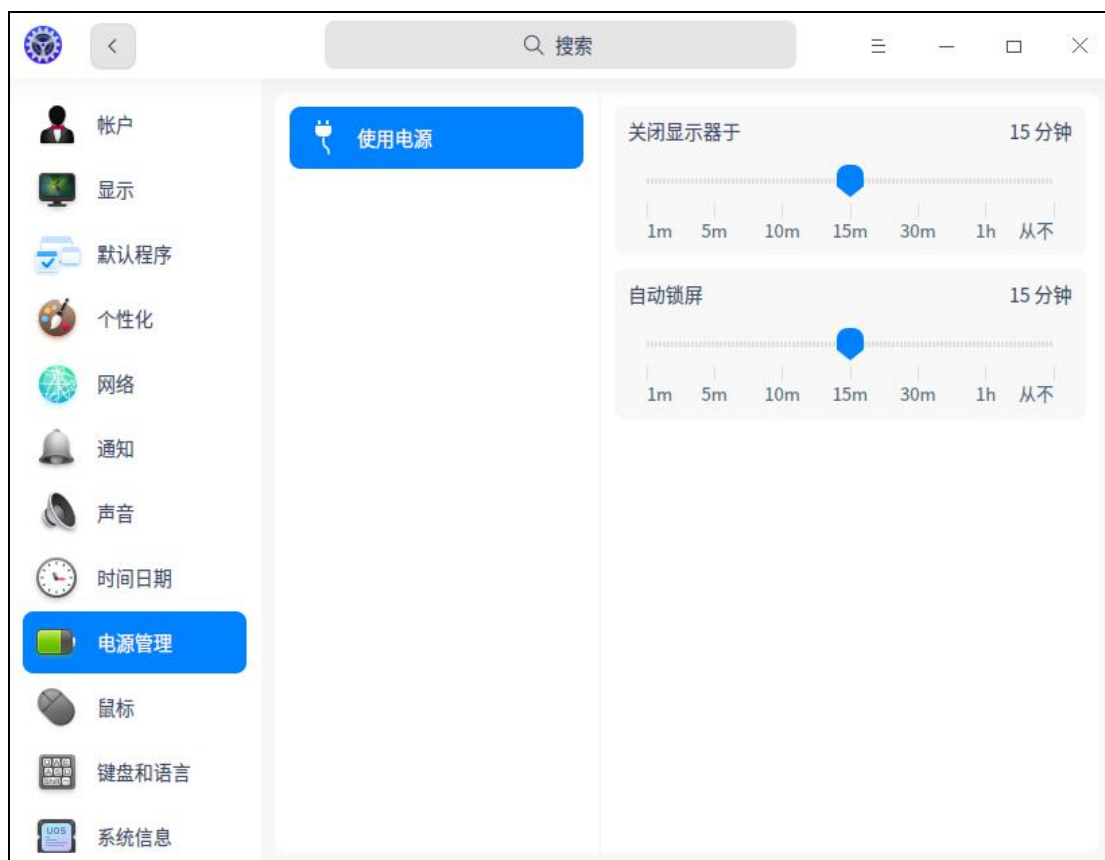 搜索
帐户
显示
默认程序
个性化
网络
通知
声音
时间日期
电源管理
鼠标
键盘和语言
UOS
系统信息
使用电源
关闭显示器于 15 分钟
1m 5m 10m 15m 30m 1h 从不
自动锁屏 15 分钟
1m 5m 10m 15m 30m 1h 从不